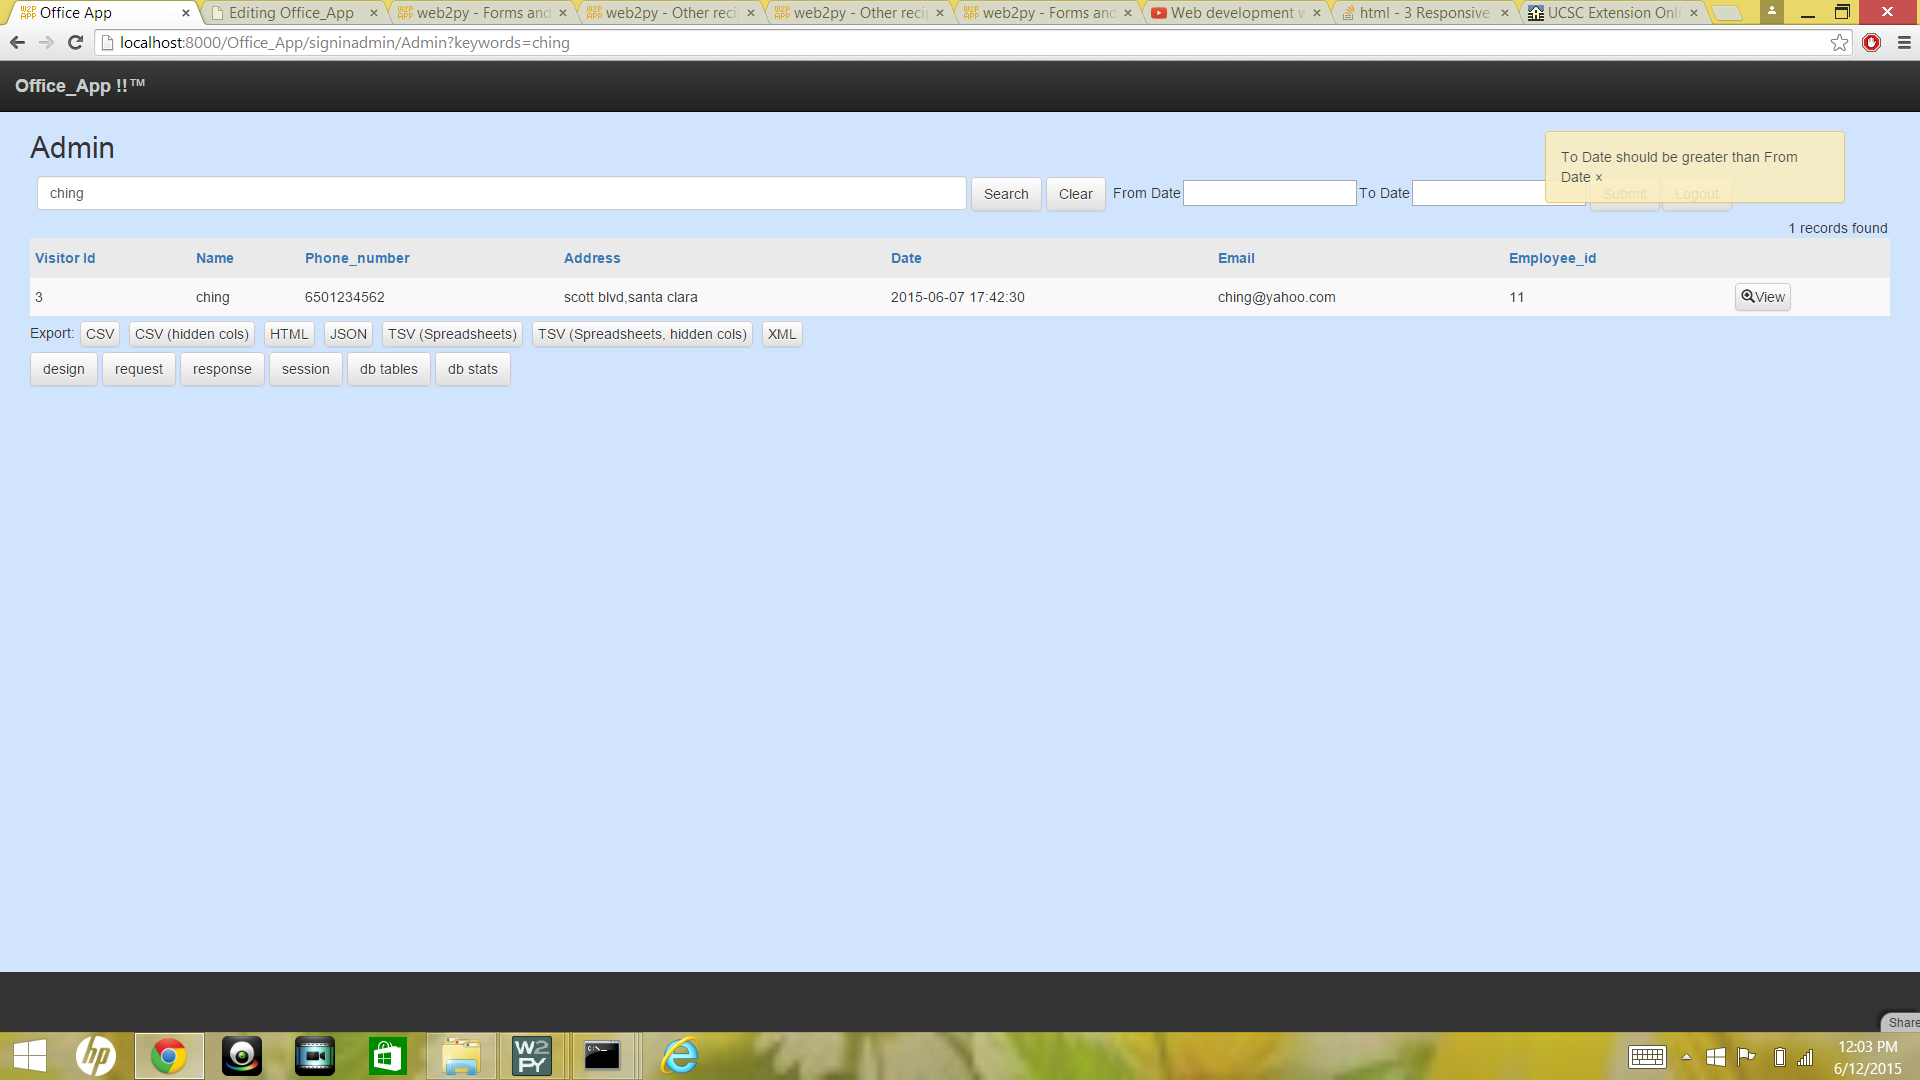 Office App
Editing Office_App
web2py - Forms and
web2py - Other reci
web2py - Other reci
web2py - Forms and
Web development w
html - 3 Responsive
UCSC Extension Onli
localhost:8000/Office_App/signinadmin/Admin?keywords=ching
Office_App !!™
Admin
To Date should be greater than From
Date ×
ching
Search
Clear
From Date
To Date
Submit
Logout
1 records found
Visitor Id Name Phone_number Address Date Email Employee_id
3 ching 6501234562 scott blvd,santa clara 2015-06-07 17:42:30 ching@yahoo.com 11 View
Export: CSV CSV (hidden cols) HTML JSON TSV (Spreadsheets) TSV (Spreadsheets, hidden cols) XML
design request response session db tables db stats
Share
hp
W2
PY
12:03 PM
6/12/2015